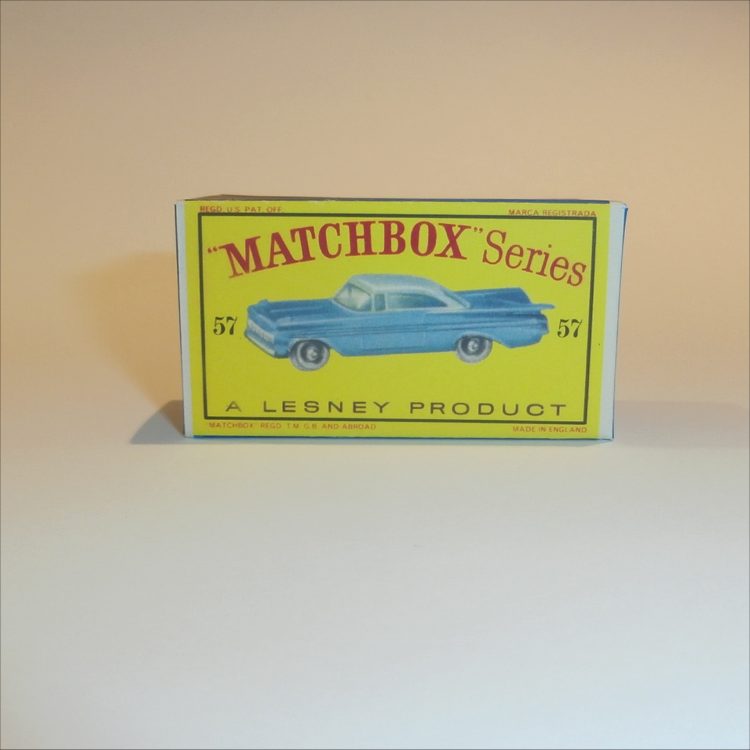 REGD. U.S. PAT. OFF. MARCA REGISTRADA
"MATCHBOX" Series
57 57
A LESNEY PRODUCT
"MATCHBOX" REGD. T.M. G.B. AND ABROAD MADE IN ENGLAND